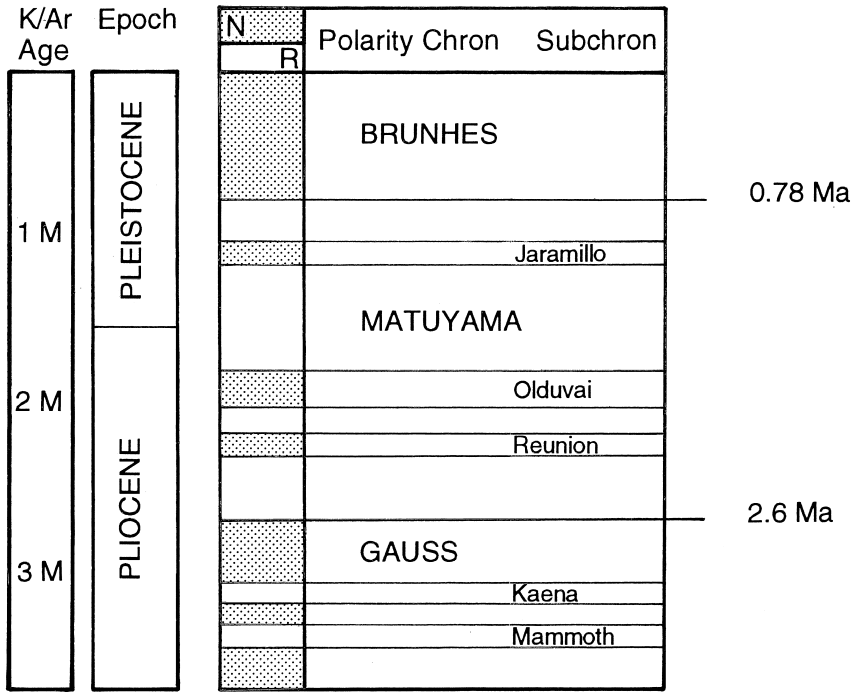 K/Ar
Age
Epoch
N
R
Polarity Chron Subchron
PLEISTOCENE
BRUNHES
0.78 Ma
1 M
Jaramillo
MATUYAMA
2 M
Olduvai
Reunion
PLIOCENE
2.6 Ma
GAUSS
3 M
Kaena
Mammoth